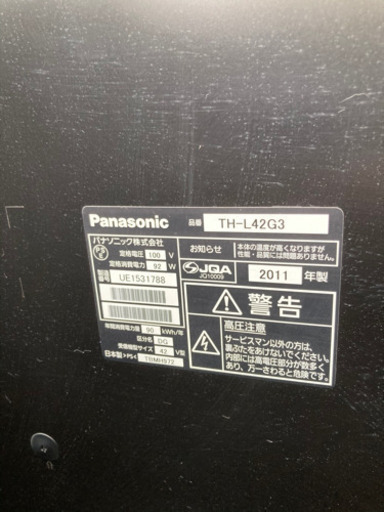 Panasonic
品番 TH-L42G3
パナソニック株式会社
定格電圧 100 V
定格消費電力 92 W
製造番号 UE1531788
お知らせ
本体の温度が高くなりますが
性能・品質には問題ありません。
JQA
JQ10009
2011 年製
年間消費電力量 90 kWh/年
区分名 DG
受信機型サイズ 42 V型
日本製
TBMH972
警告
高圧注意
サービスマン以外の方は、
裏ぶたをあけないでください。
内部には高電圧部分が数多く
あり、万一さわると危険です。